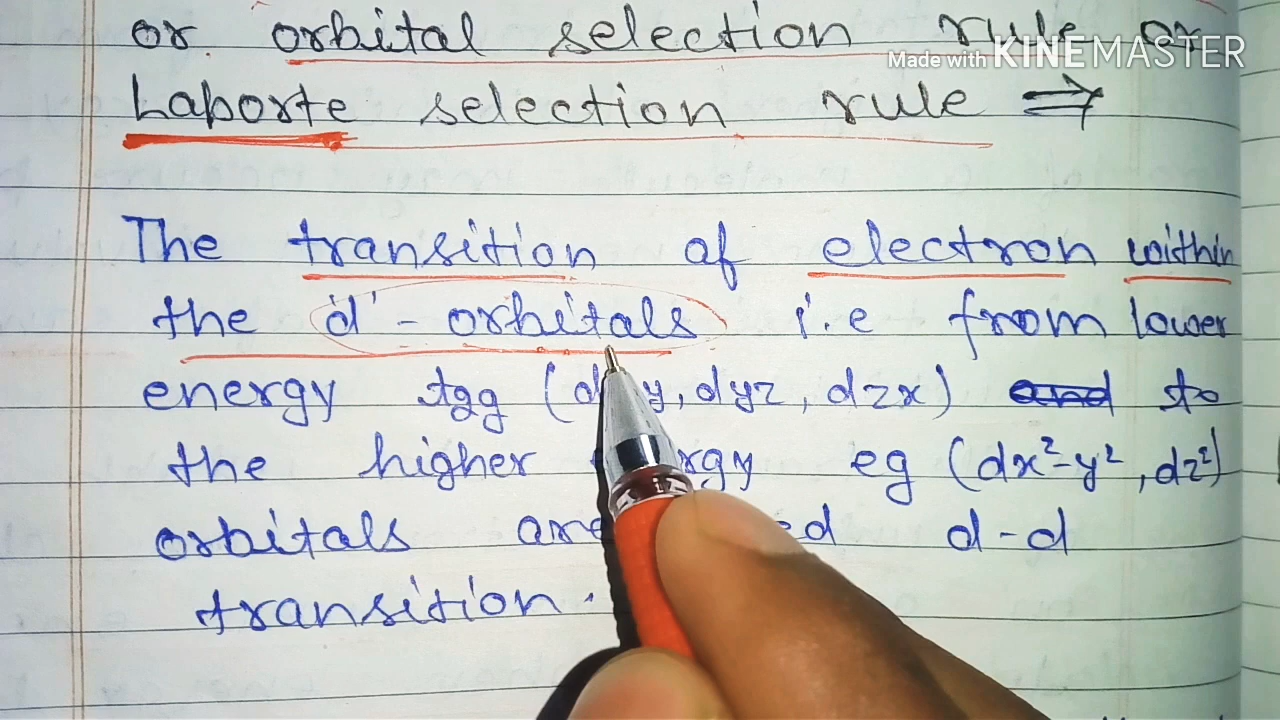 or orbital selection rule or
Made with KINEMASTER
Laporte selection rule ⇒
The transition of electron within
the 'd' - orbitals i.e from lower
energy t2g (d y, dyz, dzx) to
the higher rgy eg (dx²-y², dz²)
orbitals are d d-d
transition.